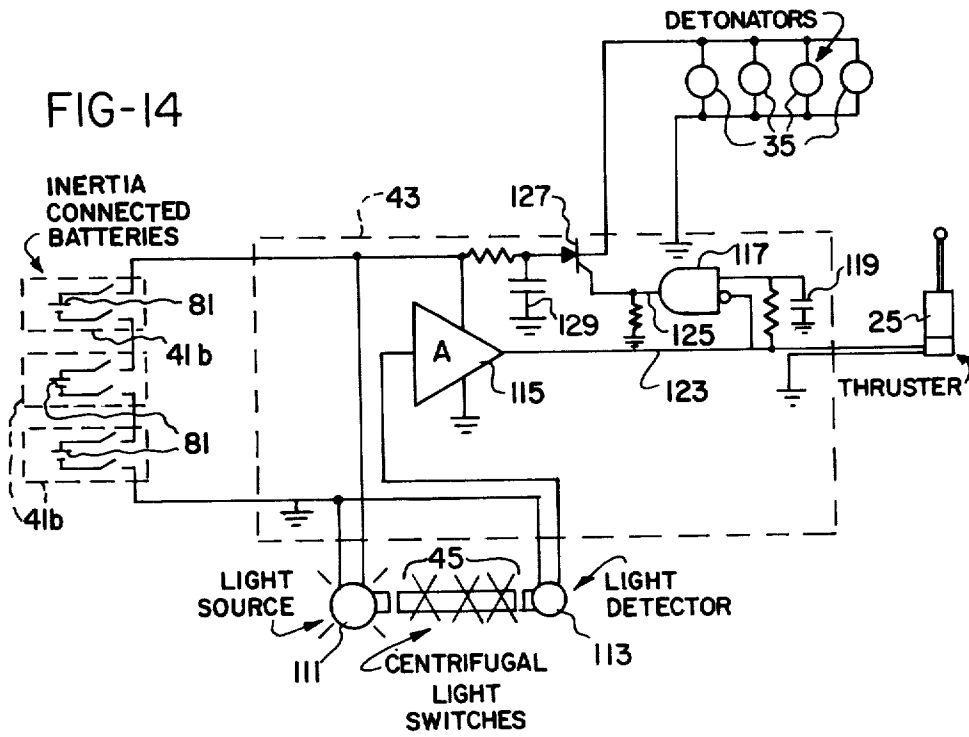 FIG-14
DETONATORS
35
INERTIA
CONNECTED
BATTERIES
43
127
117
119
81
129
125
25
41b
A
115
123
THRUSTER
81
41b
45
LIGHT
SOURCE
LIGHT
DETECTOR
111
113
CENTRIFUGAL
LIGHT
SWITCHES